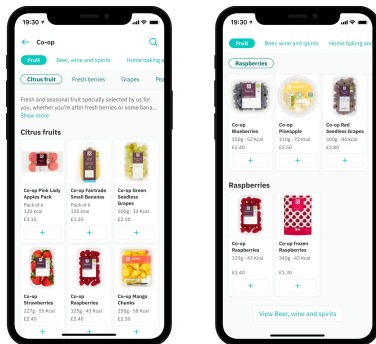 19:30
Co-op
Fruit Beer, wine and spirits Home baking a
Citrus fruit Fresh berries Grapes Pea
Fresh and seasonal fruit specially selected by us for
you, whether you're after fresh berries or some bana...
Show more
Citrus fruits
Co-op Pink Lady
Apples Pack
Pack of 6
120 kcal
£3.15
+
Co-op Fairtrade
Small Bananas
Pack of 6
120 kcal
£1.30
+
Co-op Green
Seedless Grapes
500g · 34 Kcal
£2.50
+
Co-op
Strawberries
227g · 55 Kcal
£2.40
+
Co-op
Raspberries
125g · 43 Kcal
£2.40
+
Co-op Mango
Chunks
250g · 58 Kcal
£2.50
+
19:30
Fruit Beer, wine and spirits Home baking and
Raspberries
Co-op
Blueberries
150g · 52 Kcal
£2.40
+
Co-op
Pineapple
110g · 72 Kcal
£3.50
+
Co-op Red
Seedless Grapes
500g · 84 Kcal
£2.80
+
Raspberries
Co-op
Raspberries
125g · 43 Kcal
£2.40
+
Co-op frozen
Raspberries
340g · 43 Kcal
£1.30
+
View Beer, wine and spirits